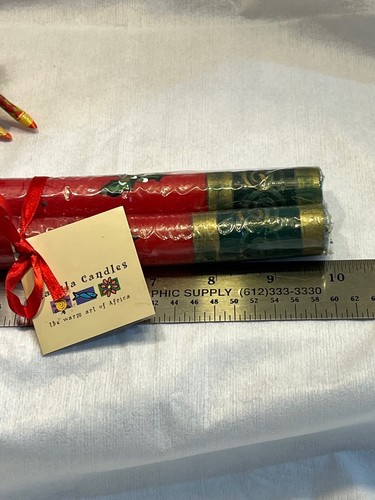 Candles
the warm art of Africa
7 8 9 10
PHIC SUPPLY (612)333-3330
44 46 48 50 52 54 56 58 60 62